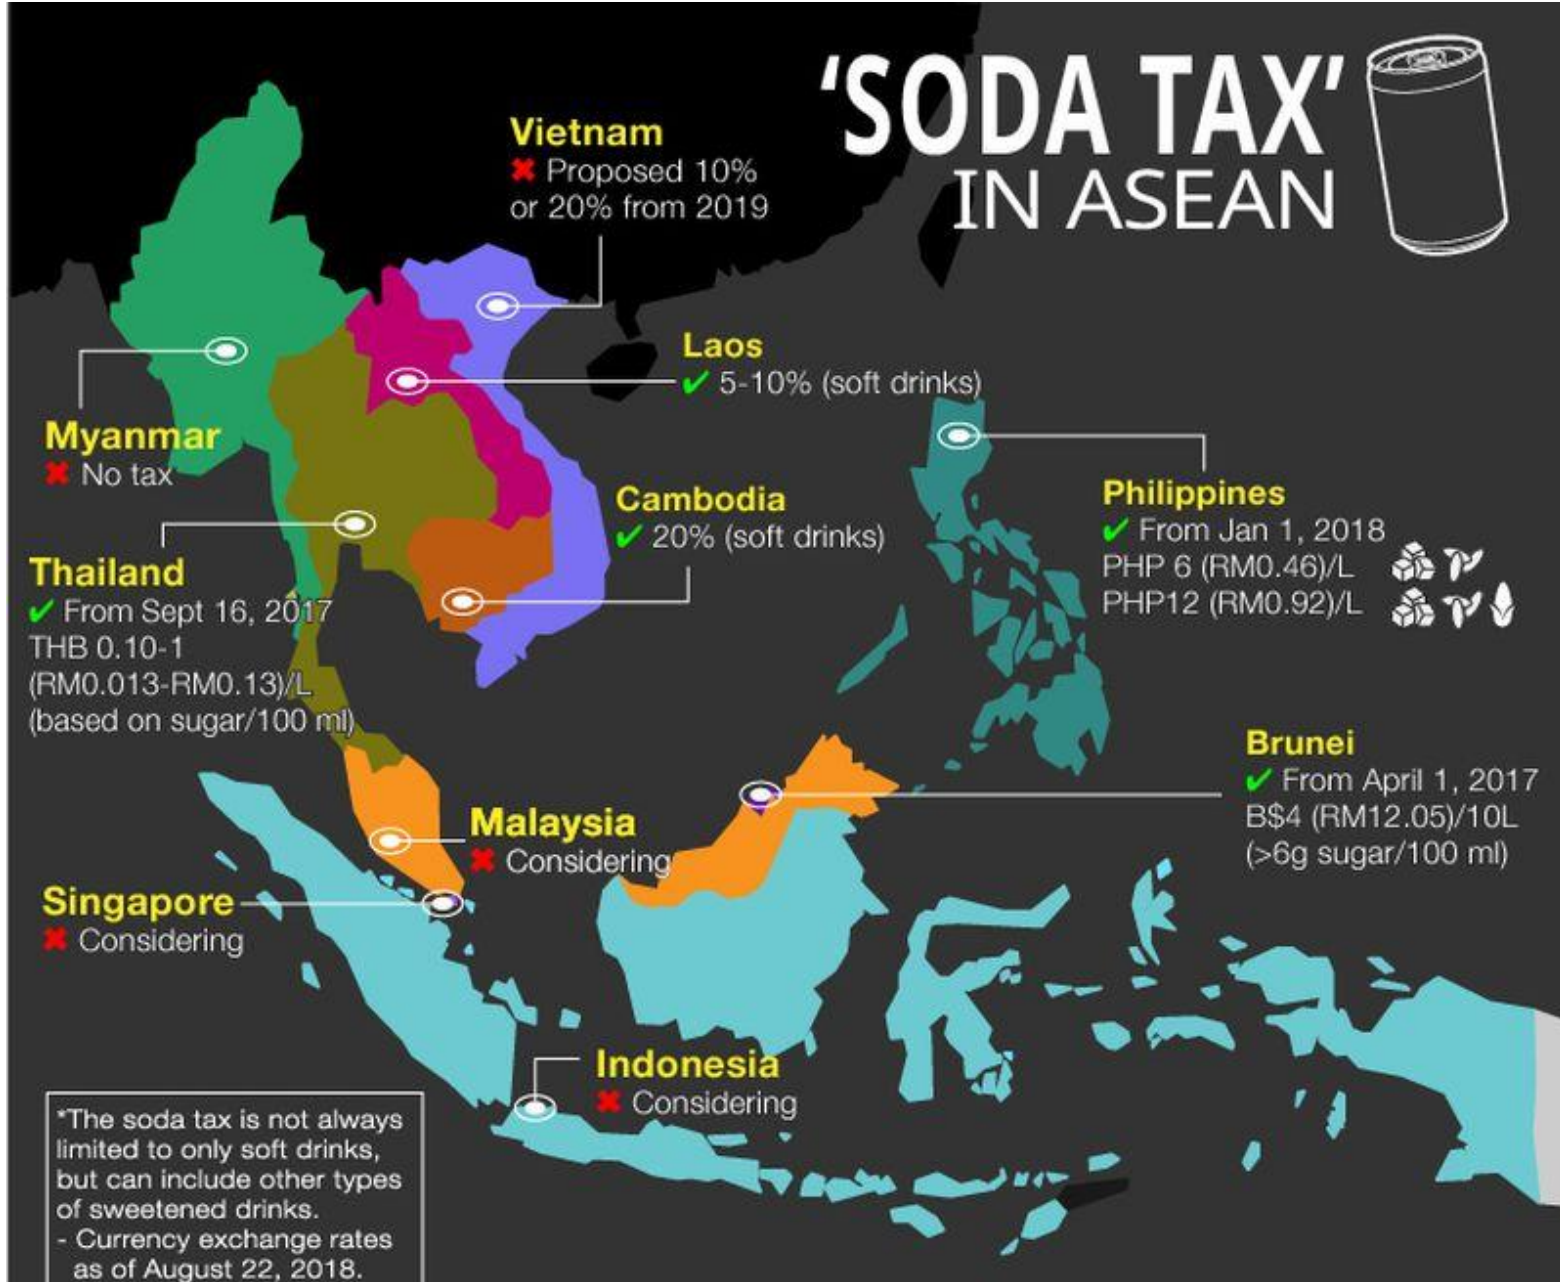 ‘SODA TAX’
IN ASEAN
Vietnam
✖ Proposed 10%
or 20% from 2019
Laos
✔ 5-10% (soft drinks)
Myanmar
✖ No tax
Cambodia
✔ 20% (soft drinks)
Philippines
✔ From Jan 1, 2018
PHP 6 (RM0.46)/L
PHP12 (RM0.92)/L
Thailand
✔ From Sept 16, 2017
THB 0.10-1
(RM0.013-RM0.13)/L
(based on sugar/100 ml)
Brunei
✔ From April 1, 2017
B$4 (RM12.05)/10L
(>6g sugar/100 ml)
Malaysia
✖ Considering
Singapore
✖ Considering
Indonesia
✖ Considering
*The soda tax is not always
limited to only soft drinks,
but can include other types
of sweetened drinks.
- Currency exchange rates
as of August 22, 2018.